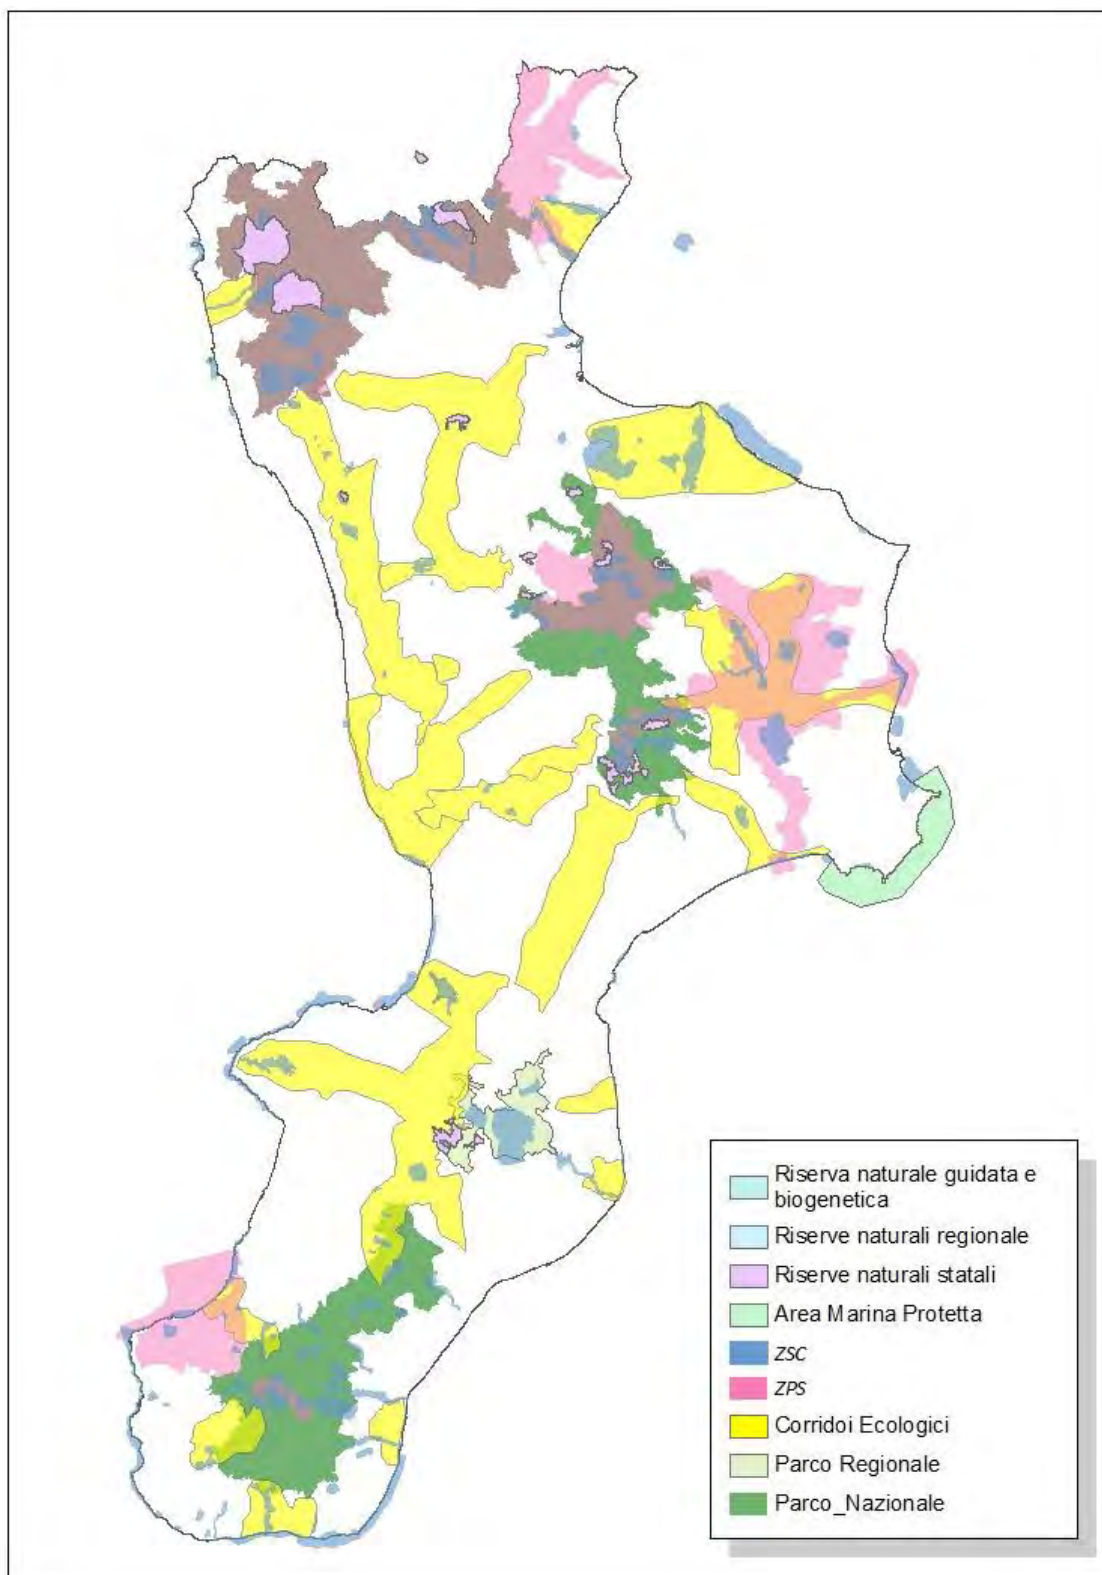 Riserva naturale guidata e
biogenetica
Riserve naturali regionale
Riserve naturali statali
Area Marina Protetta
ZSC
ZPS
Corridoi Ecologici
Parco Regionale
Parco_Nazionale